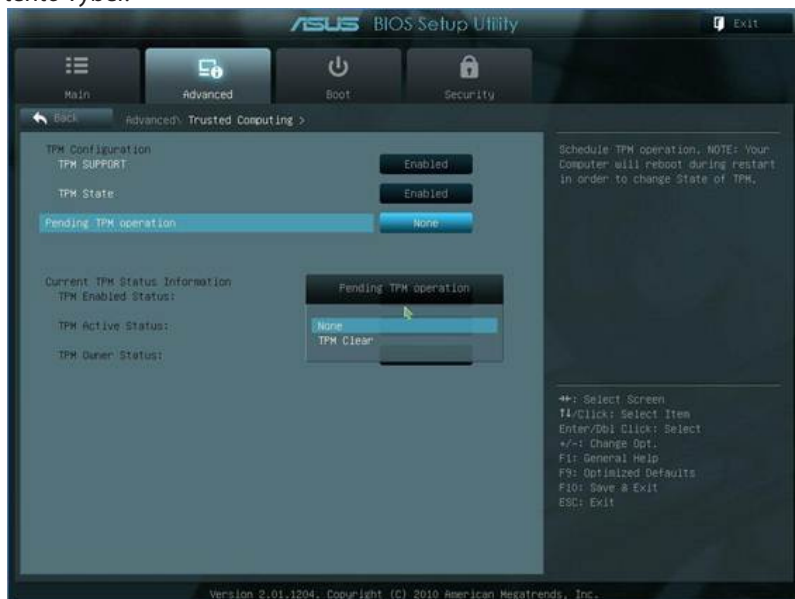 ASUS BIOS Setup Utility
Exit
Main
Advanced
Boot
Security
Back
Advanced\ Trusted Computing >
TPM Configuration
TPM SUPPORT
Enabled
TPM State
Enabled
Pending TPM operation
None
Current TPM Status Information
TPM Enabled Status:
TPM Active Status:
TPM Owner Status:
Pending TPM operation
None
TPM Clear
Schedule TPM operation. NOTE: Your
Computer will reboot during restart
in order to change State of TPM.
→←: Select Screen
↑↓/Click: Select Item
Enter/Dbl Click: Select
+/-: Change Opt.
F1: General Help
F9: Optimized Defaults
F10: Save & Exit
ESC: Exit
Version 2.01.1204. Copyright (C) 2010 American Megatrends, Inc.